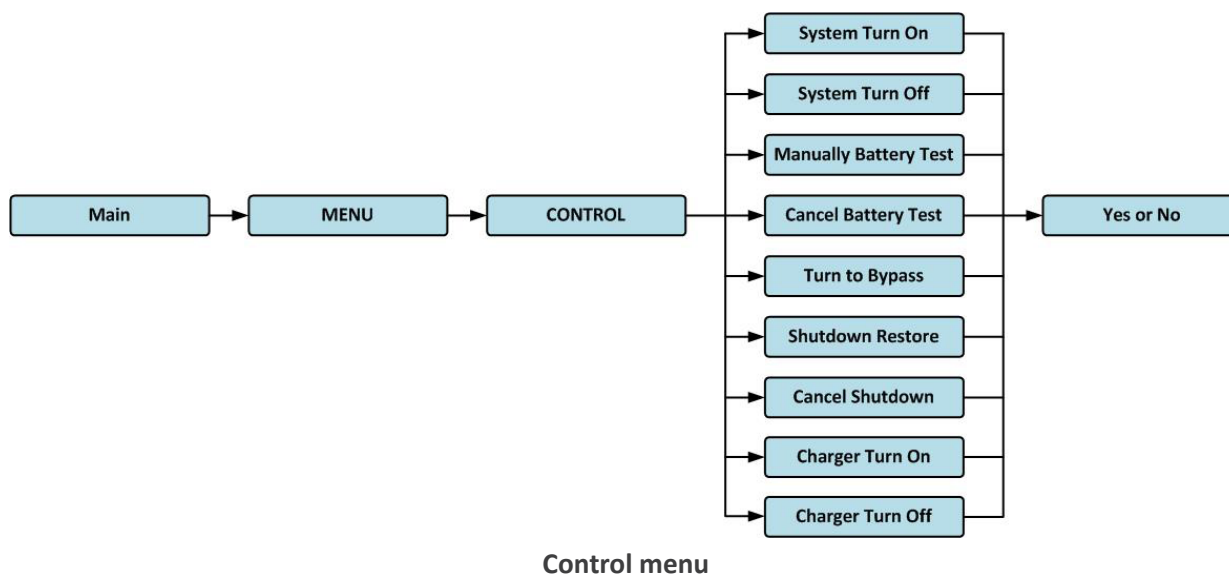 Main
MENU
CONTROL
System Turn On
System Turn Off
Manually Battery Test
Cancel Battery Test
Turn to Bypass
Shutdown Restore
Cancel Shutdown
Charger Turn On
Charger Turn Off
Yes or No
Control menu